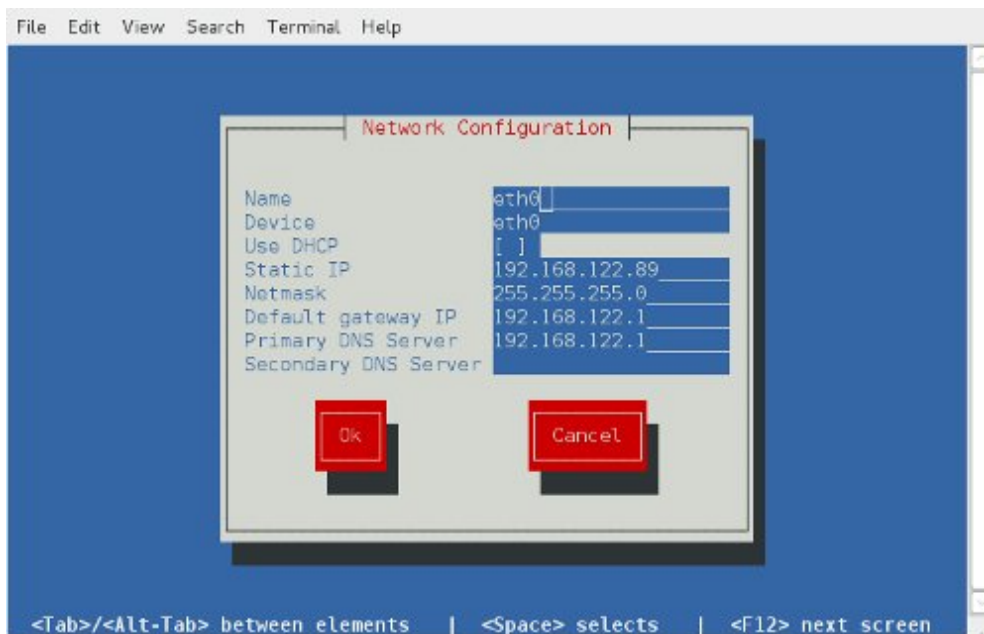 File Edit View Search Terminal Help
Network Configuration
Name eth0
Device eth0
Use DHCP [ ]
Static IP 192.168.122.89
Netmask 255.255.255.0
Default gateway IP 192.168.122.1
Primary DNS Server 192.168.122.1
Secondary DNS Server
Ok Cancel
<Tab>/<Alt-Tab> between elements | <Space> selects | <F12> next screen